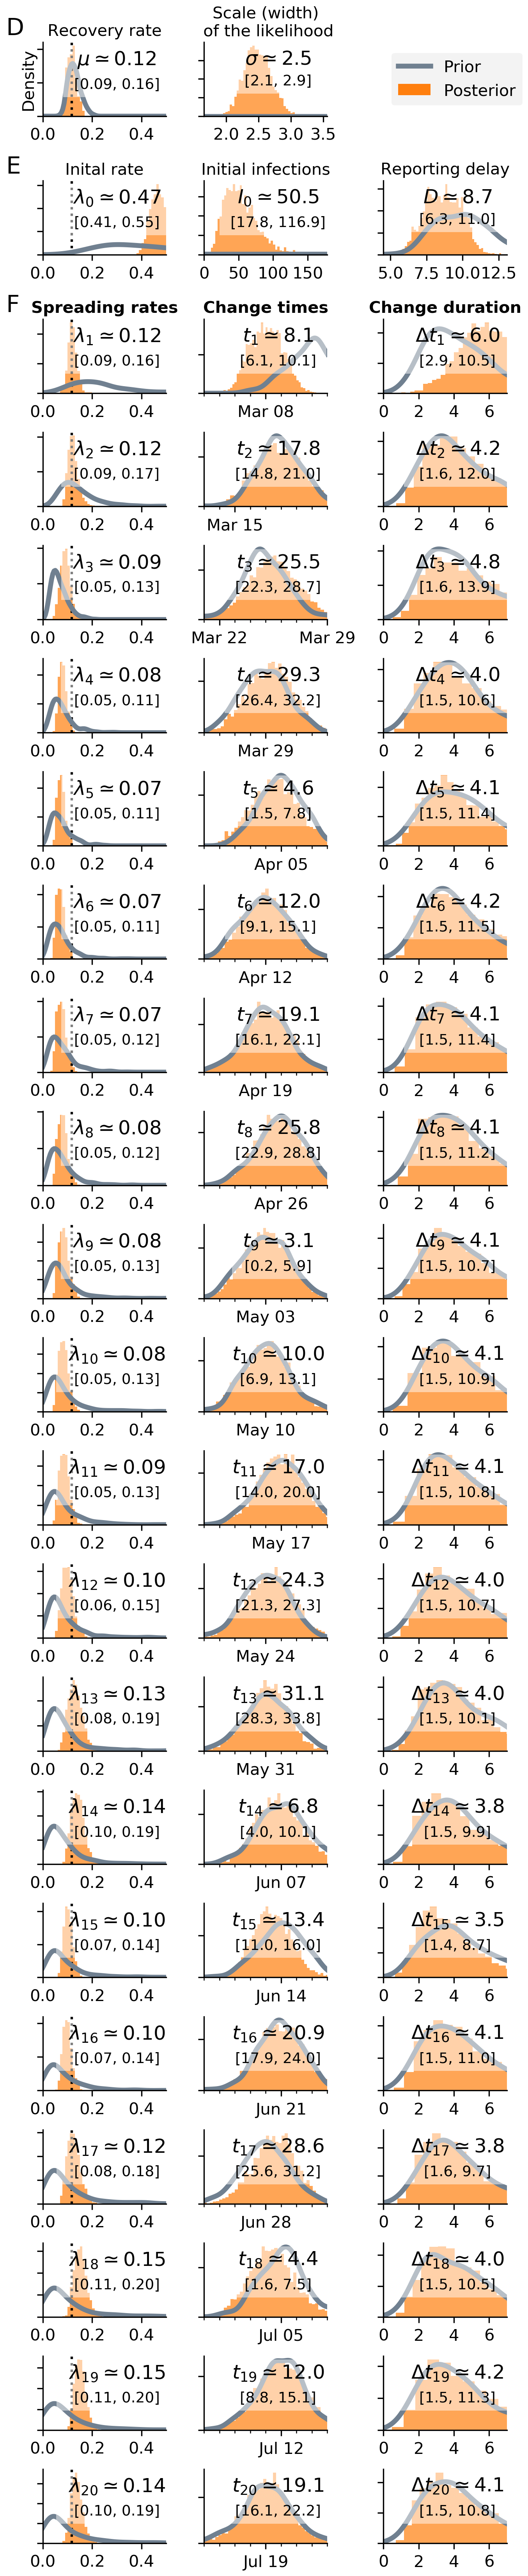 D
Recovery rate
Scale (width)
of the likelihood
Density
μ ≃ 0.12
[0.09, 0.16]
σ ≃ 2.5
[2.1, 2.9]
Prior
Posterior
0.0 0.2 0.4
2.0 2.5 3.0 3.5
E
Inital rate
Initial infections
Reporting delay
λ0 ≃ 0.47
[0.41, 0.55]
I0 ≃ 50.5
[17.8, 116.9]
D ≃ 8.7
[6.3, 11.0]
0.0 0.2 0.4
0 50 100 150
5.0 7.5 10.0 12.5
F
Spreading rates
Change times
Change duration
λ1 ≃ 0.12
[0.09, 0.16]
t1 ≃ 8.1
[6.1, 10.1]
Δt1 ≃ 6.0
[2.9, 10.5]
0.0 0.2 0.4
Mar 08
0 2 4 6
λ2 ≃ 0.12
[0.09, 0.17]
t2 ≃ 17.8
[14.8, 21.0]
Δt2 ≃ 4.2
[1.6, 12.0]
0.0 0.2 0.4
Mar 15
0 2 4 6
λ3 ≃ 0.09
[0.05, 0.13]
t3 ≃ 25.5
[22.3, 28.7]
Δt3 ≃ 4.8
[1.6, 13.9]
0.0 0.2 0.4
Mar 22 Mar 29
0 2 4 6
λ4 ≃ 0.08
[0.05, 0.11]
t4 ≃ 29.3
[26.4, 32.2]
Δt4 ≃ 4.0
[1.5, 10.6]
0.0 0.2 0.4
Mar 29
0 2 4 6
λ5 ≃ 0.07
[0.05, 0.11]
t5 ≃ 4.6
[1.5, 7.8]
Δt5 ≃ 4.1
[1.5, 11.4]
0.0 0.2 0.4
Apr 05
0 2 4 6
λ6 ≃ 0.07
[0.05, 0.11]
t6 ≃ 12.0
[9.1, 15.1]
Δt6 ≃ 4.2
[1.5, 11.5]
0.0 0.2 0.4
Apr 12
0 2 4 6
λ7 ≃ 0.07
[0.05, 0.12]
t7 ≃ 19.1
[16.1, 22.1]
Δt7 ≃ 4.1
[1.5, 11.4]
0.0 0.2 0.4
Apr 19
0 2 4 6
λ8 ≃ 0.08
[0.05, 0.12]
t8 ≃ 25.8
[22.9, 28.8]
Δt8 ≃ 4.1
[1.5, 11.2]
0.0 0.2 0.4
Apr 26
0 2 4 6
λ9 ≃ 0.08
[0.05, 0.13]
t9 ≃ 3.1
[0.2, 5.9]
Δt9 ≃ 4.1
[1.5, 10.7]
0.0 0.2 0.4
May 03
0 2 4 6
λ10 ≃ 0.08
[0.05, 0.13]
t10 ≃ 10.0
[6.9, 13.1]
Δt10 ≃ 4.1
[1.5, 10.9]
0.0 0.2 0.4
May 10
0 2 4 6
λ11 ≃ 0.09
[0.05, 0.13]
t11 ≃ 17.0
[14.0, 20.0]
Δt11 ≃ 4.1
[1.5, 10.8]
0.0 0.2 0.4
May 17
0 2 4 6
λ12 ≃ 0.10
[0.06, 0.15]
t12 ≃ 24.3
[21.3, 27.3]
Δt12 ≃ 4.0
[1.5, 10.7]
0.0 0.2 0.4
May 24
0 2 4 6
λ13 ≃ 0.13
[0.08, 0.19]
t13 ≃ 31.1
[28.3, 33.8]
Δt13 ≃ 4.0
[1.5, 10.1]
0.0 0.2 0.4
May 31
0 2 4 6
λ14 ≃ 0.14
[0.10, 0.19]
t14 ≃ 6.8
[4.0, 10.1]
Δt14 ≃ 3.8
[1.5, 9.9]
0.0 0.2 0.4
Jun 07
0 2 4 6
λ15 ≃ 0.10
[0.07, 0.14]
t15 ≃ 13.4
[11.0, 16.0]
Δt15 ≃ 3.5
[1.4, 8.7]
0.0 0.2 0.4
Jun 14
0 2 4 6
λ16 ≃ 0.10
[0.07, 0.14]
t16 ≃ 20.9
[17.9, 24.0]
Δt16 ≃ 4.1
[1.5, 11.0]
0.0 0.2 0.4
Jun 21
0 2 4 6
λ17 ≃ 0.12
[0.08, 0.18]
t17 ≃ 28.6
[25.6, 31.2]
Δt17 ≃ 3.8
[1.6, 9.7]
0.0 0.2 0.4
Jun 28
0 2 4 6
λ18 ≃ 0.15
[0.11, 0.20]
t18 ≃ 4.4
[1.6, 7.5]
Δt18 ≃ 4.0
[1.5, 10.5]
0.0 0.2 0.4
Jul 05
0 2 4 6
λ19 ≃ 0.15
[0.11, 0.20]
t19 ≃ 12.0
[8.8, 15.1]
Δt19 ≃ 4.2
[1.5, 11.3]
0.0 0.2 0.4
Jul 12
0 2 4 6
λ20 ≃ 0.14
[0.10, 0.19]
t20 ≃ 19.1
[16.1, 22.2]
Δt20 ≃ 4.1
[1.5, 10.8]
0.0 0.2 0.4
Jul 19
0 2 4 6